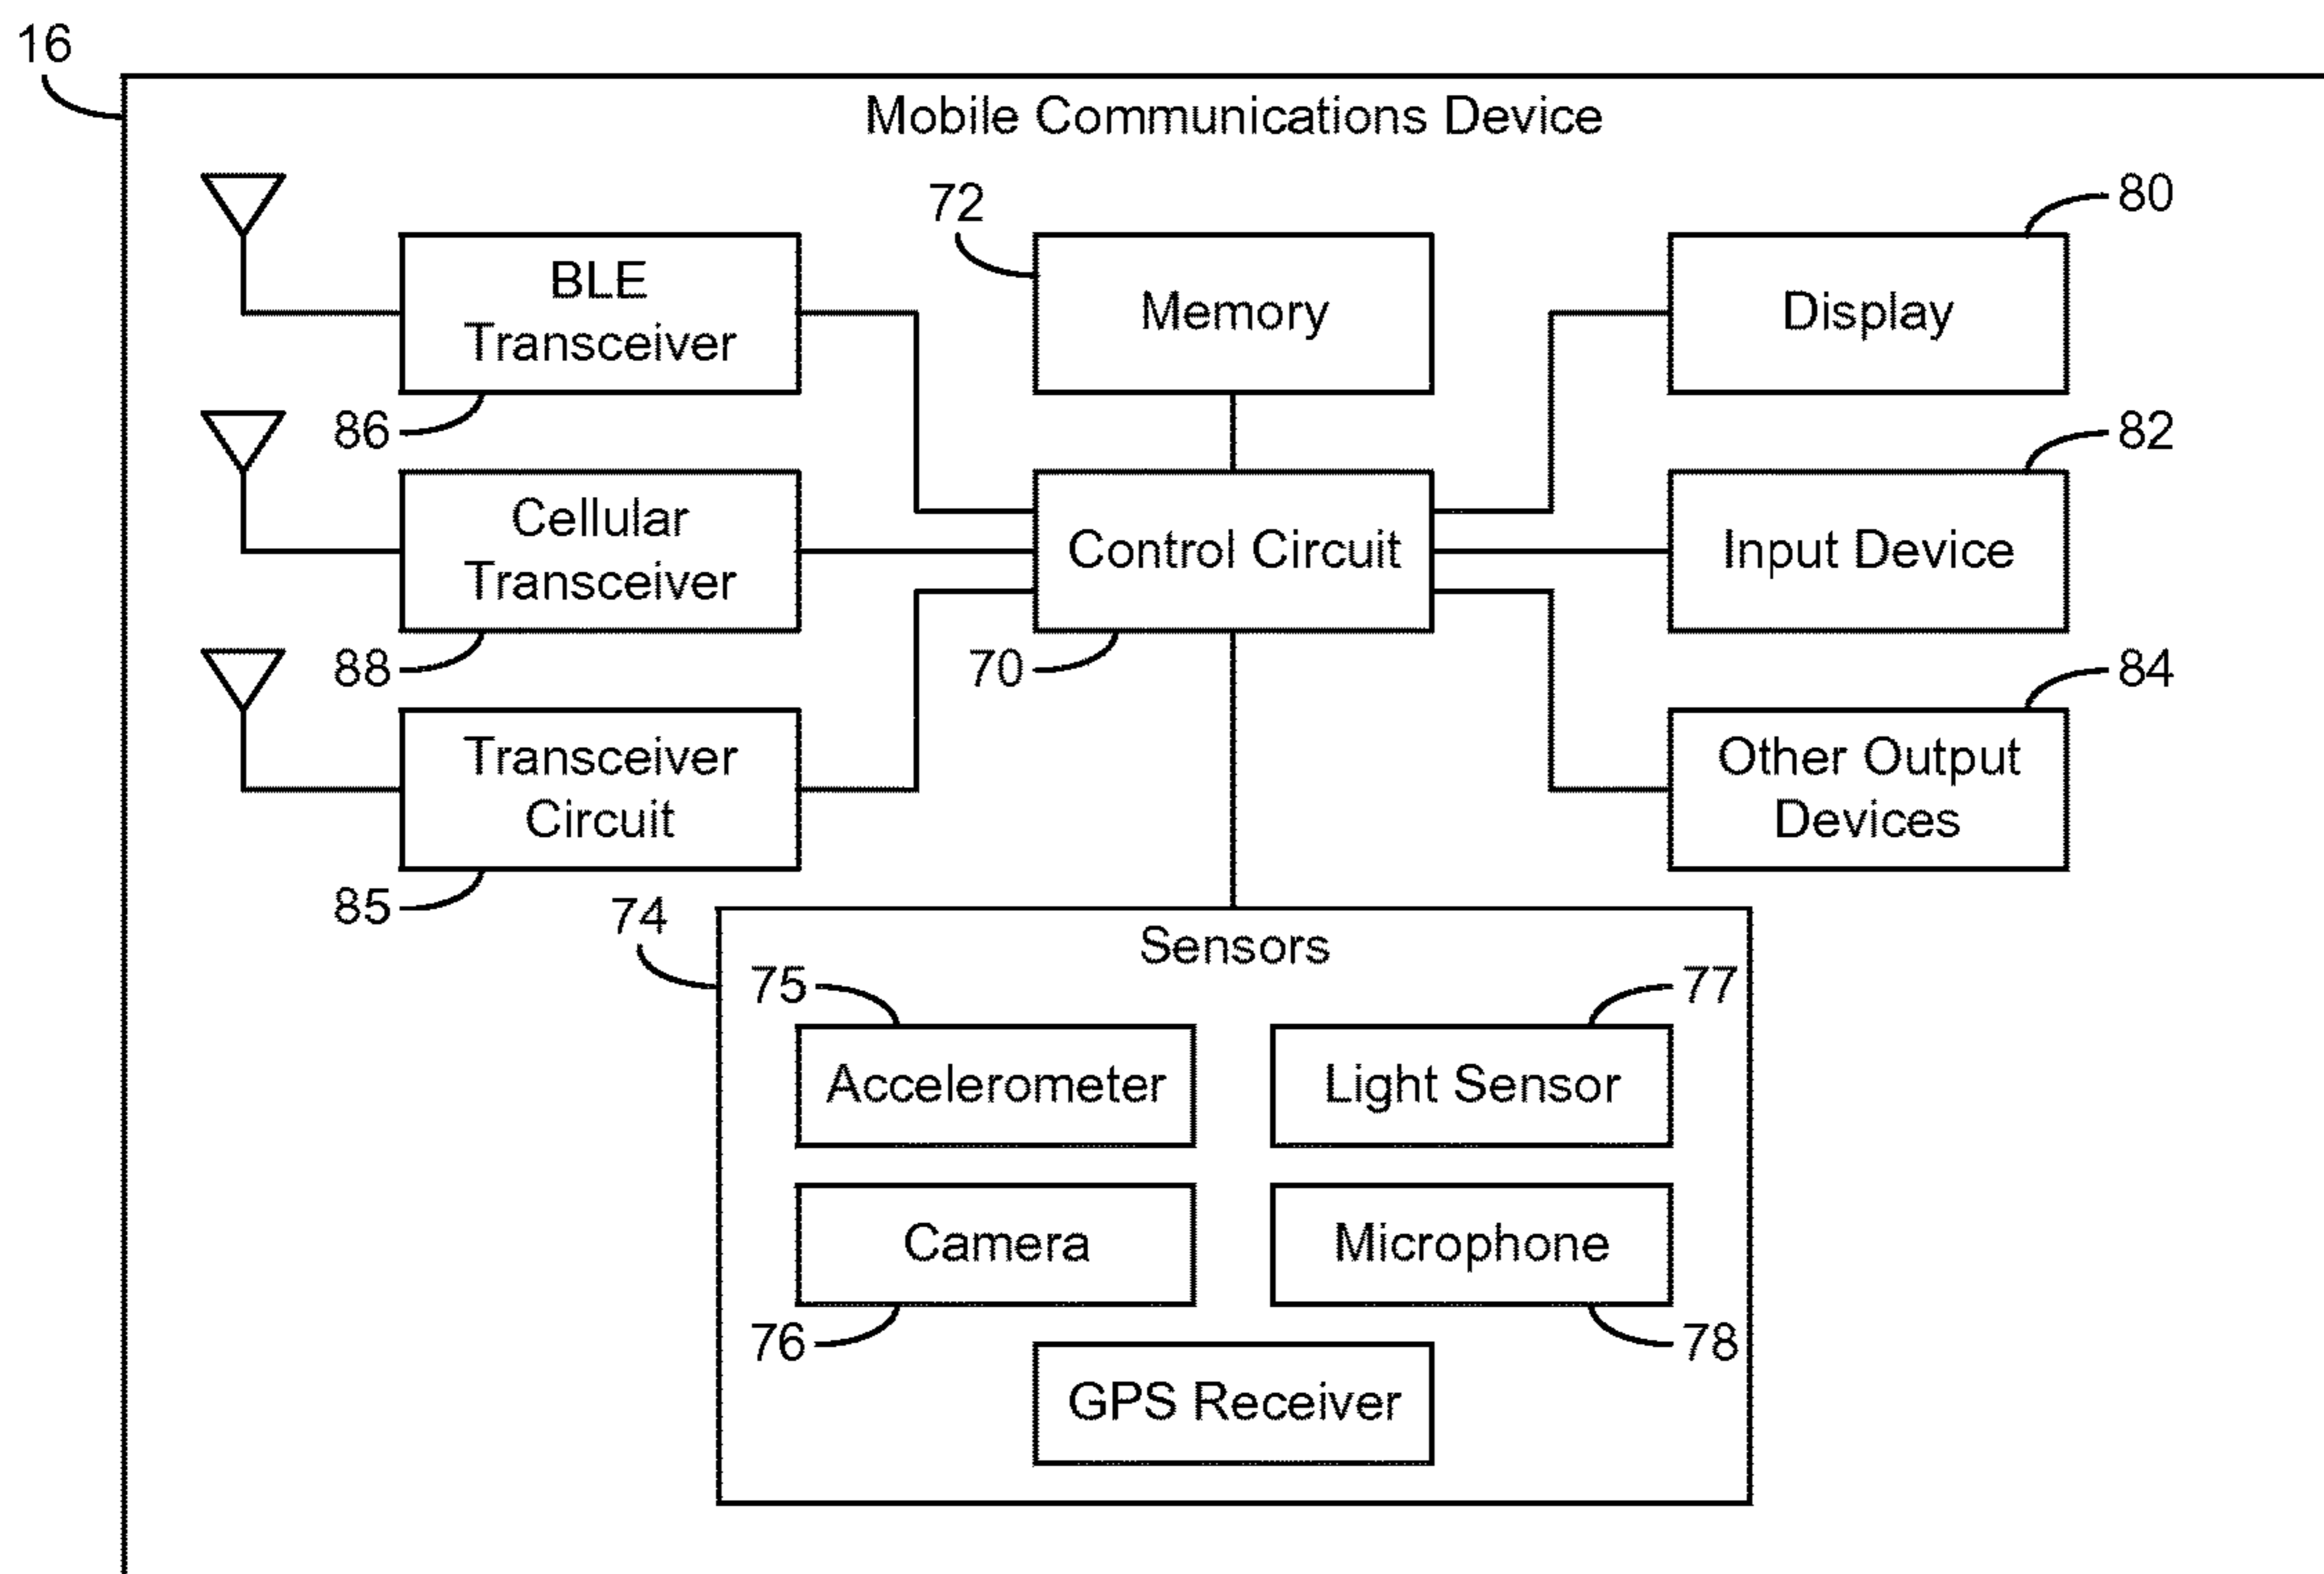 16
Mobile Communications Device
72
80
BLE
Transceiver
Memory
Display
86
82
Cellular
Transceiver
Control Circuit
Input Device
88
70
84
Transceiver
Circuit
Other Output
Devices
85
74
Sensors
75
77
Accelerometer
Light Sensor
Camera
Microphone
76
78
GPS Receiver